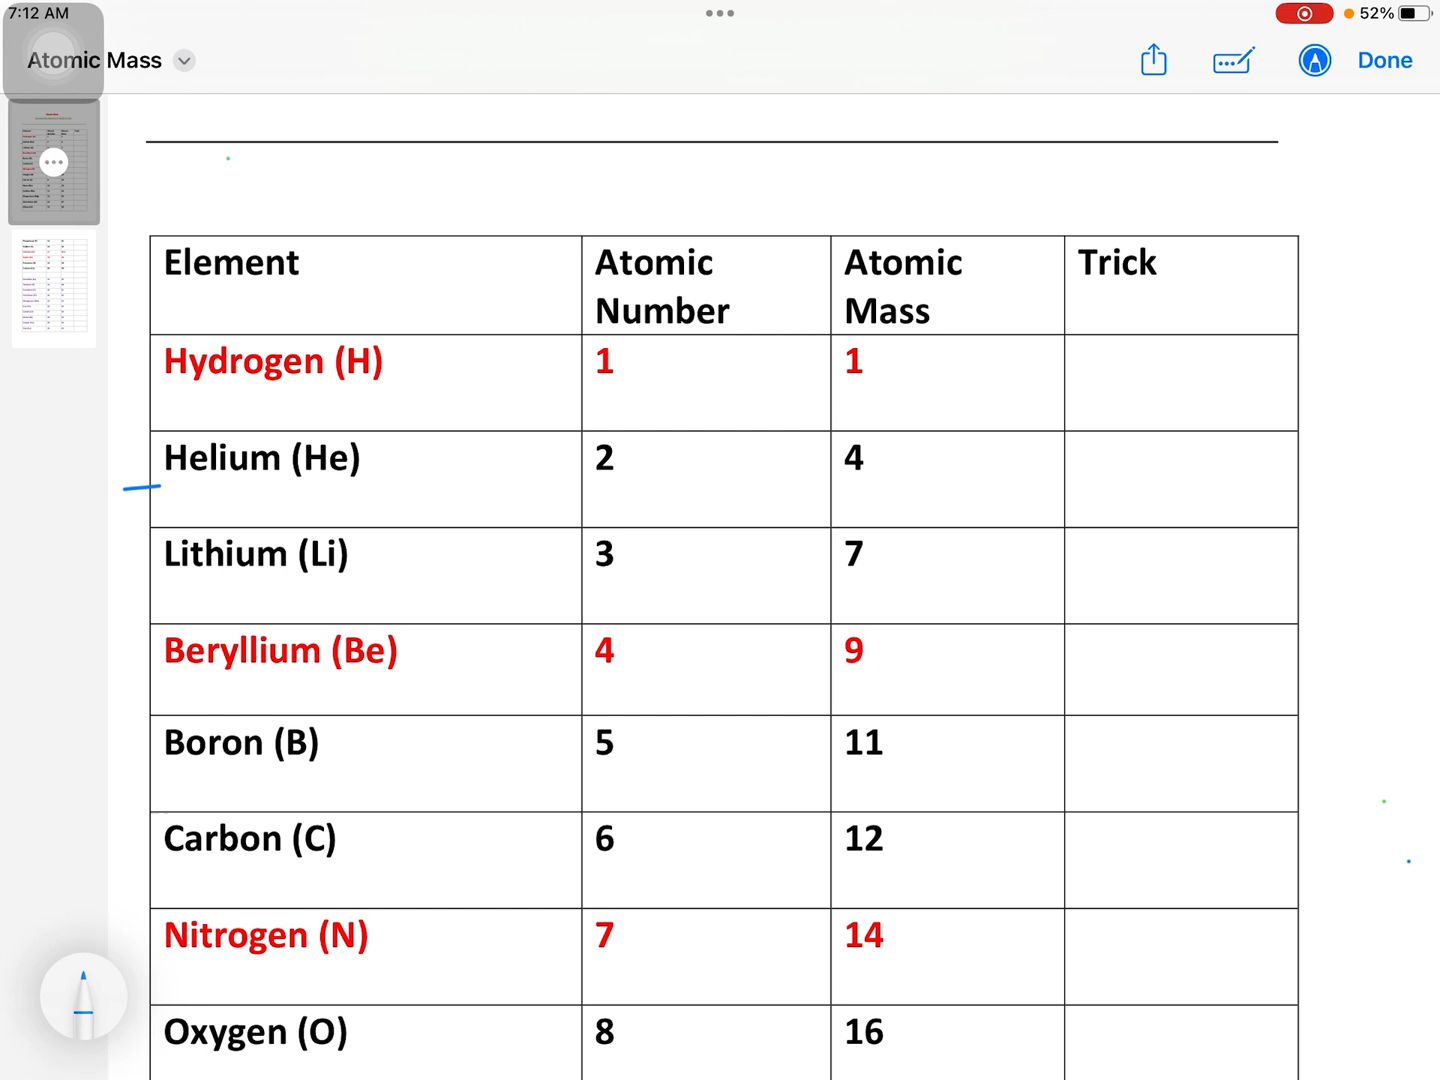 7:12 AM
52%
Atomic Mass
Done
Element Atomic Number Atomic Mass Trick
Hydrogen (H) 1 1
Helium (He) 2 4
Lithium (Li) 3 7
Beryllium (Be) 4 9
Boron (B) 5 11
Carbon (C) 6 12
Nitrogen (N) 7 14
Oxygen (O) 8 16